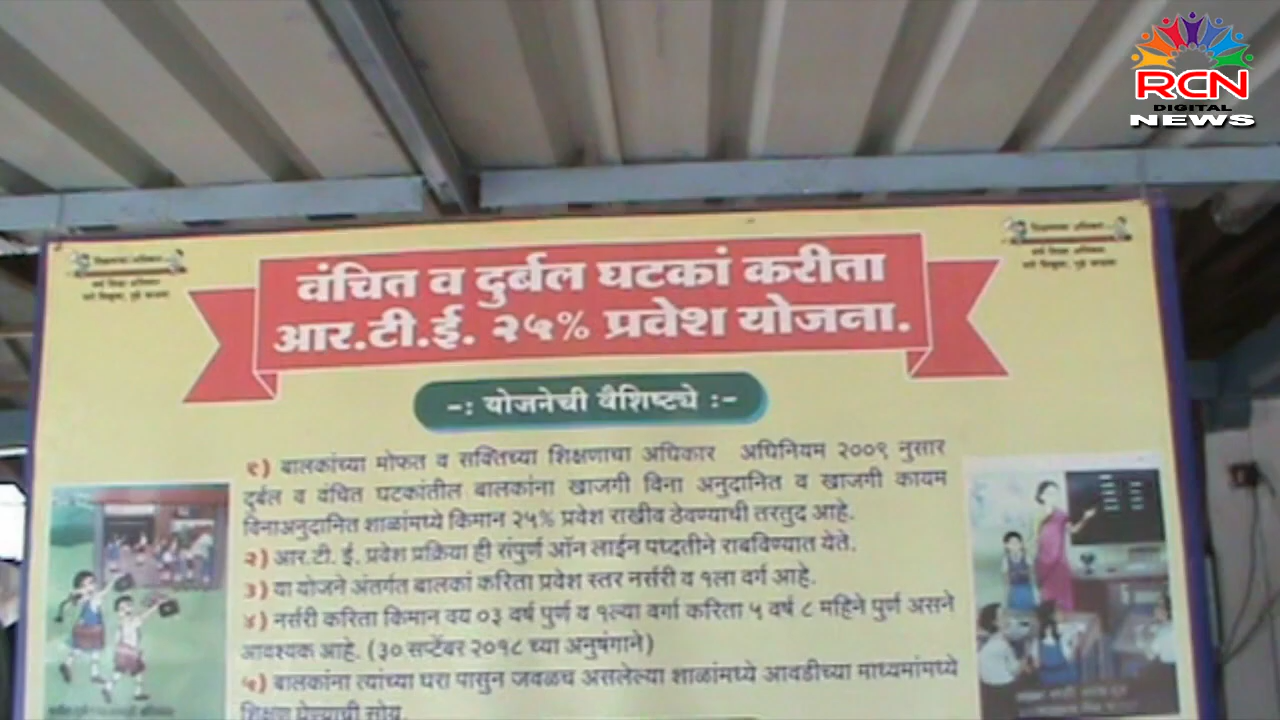 RCN
DIGITAL
NEWS
वंचित व दुर्बल घटकां करीता
आर.टी.ई. २५% प्रवेश योजना.
-: योजनेची वैशिष्ट्ये :-
१) बालकांच्या मोफत व सक्तिच्या शिक्षणाचा अधिकार अधिनियम २००९ नुसार
दुर्बल व वंचित घटकांतील बालकांना खाजगी विना अनुदानित व खाजगी कायम
विनाअनुदानित शाळांमध्ये किमान २५% प्रवेश राखीव ठेवण्याची तरतुद आहे.
२) आर.टी. ई. प्रवेश प्रक्रिया ही संपुर्ण ऑन लाईन पध्दतीने राबविण्यात येते.
३) या योजने अंतर्गत बालकां करिता प्रवेश स्तर नर्सरी व १ला वर्ग आहे.
४) नर्सरी करिता किमान वय ०३ वर्ष पुर्ण व १ल्या वर्गा करिता ५ वर्ष ८ महिने पुर्ण असने
आवश्यक आहे. (३० सप्टेंबर २०१८ च्या अनुषंगाने)
५) बालकांना त्यांच्या घरा पासुन जवळच असलेल्या शाळांमध्ये आवडीच्या माध्यमांमध्ये
शिक्षण घेण्याची सोय.